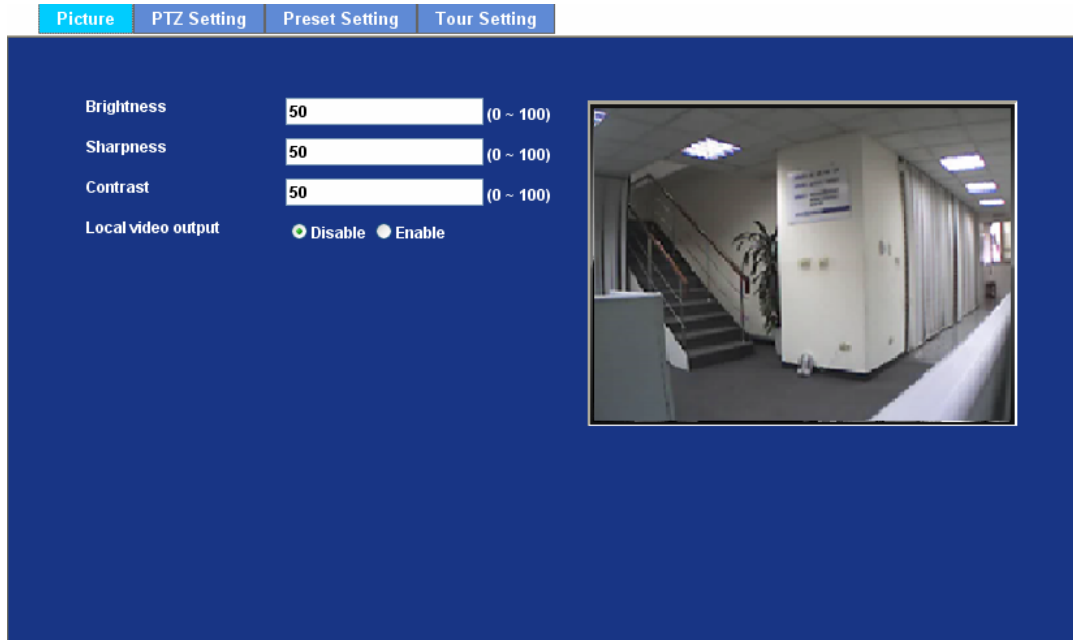 Picture PTZ Setting Preset Setting Tour Setting
Brightness 50 (0 ~ 100)
Sharpness 50 (0 ~ 100)
Contrast 50 (0 ~ 100)
Local video output Disable Enable